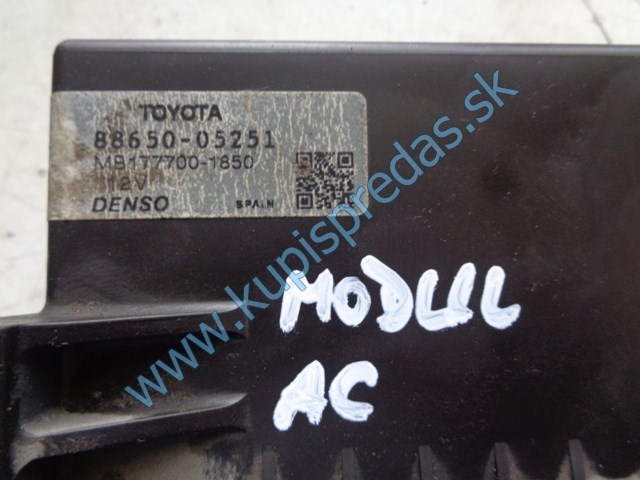 TOYOTA
88650-05251
MB177700-1850
12V
DENSO SPAIN
MODUL
AC
www.kupispredas.sk